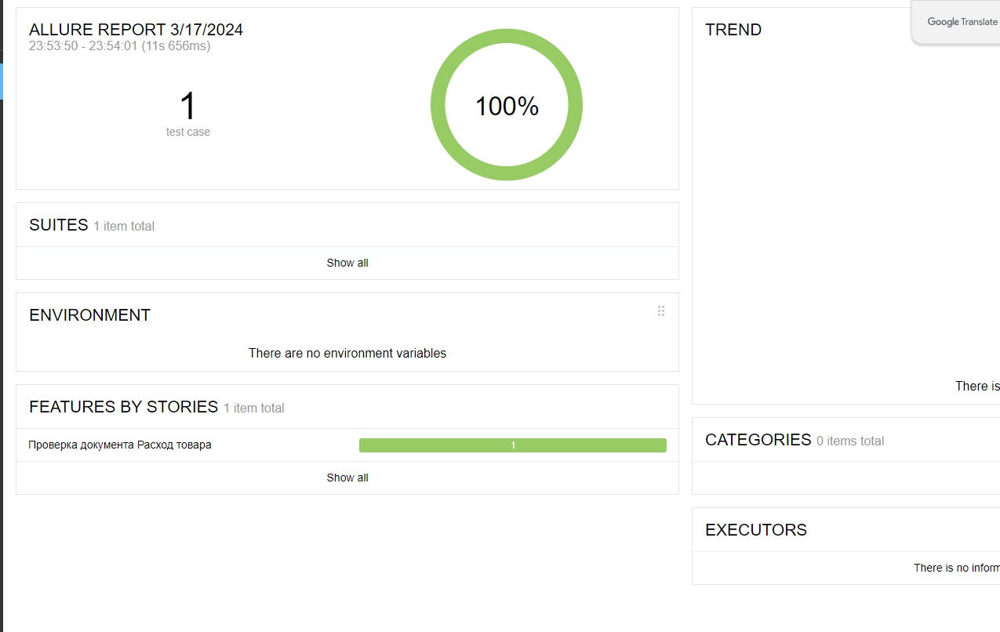 ALLURE REPORT 3/17/2024
23:53:50 - 23:54:01 (11s 656ms)
1
test case
100%
SUITES 1 item total
Show all
ENVIRONMENT
There are no environment variables
FEATURES BY STORIES 1 item total
Проверка документа Расход товара
1
Show all
TREND
Google Translate
There is
CATEGORIES 0 items total
EXECUTORS
There is no inform